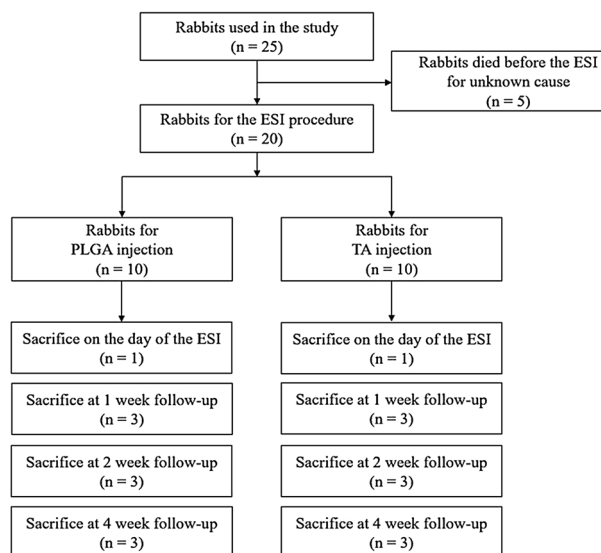 Rabbits used in the study
(n = 25)
Rabbits died before the ESI
for unknown cause
(n = 5)
Rabbits for the ESI procedure
(n = 20)
Rabbits for
PLGA injection
(n = 10)
Rabbits for
TA injection
(n = 10)
Sacrifice on the day of the ESI
(n = 1)
Sacrifice on the day of the ESI
(n = 1)
Sacrifice at 1 week follow-up
(n = 3)
Sacrifice at 1 week follow-up
(n = 3)
Sacrifice at 2 week follow-up
(n = 3)
Sacrifice at 2 week follow-up
(n = 3)
Sacrifice at 4 week follow-up
(n = 3)
Sacrifice at 4 week follow-up
(n = 3)